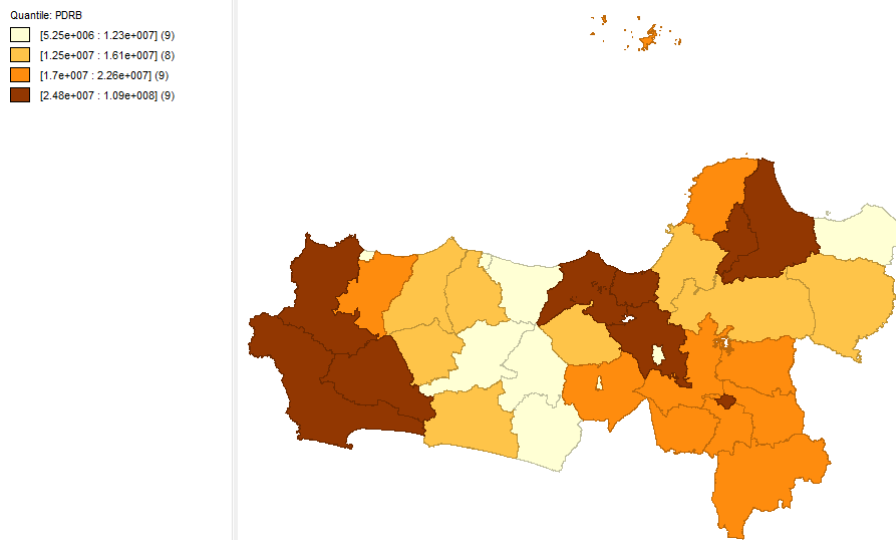 Quantile: PDRB
[5.25e+006 : 1.23e+007] (9)
[1.25e+007 : 1.61e+007] (8)
[1.7e+007 : 2.26e+007] (9)
[2.48e+007 : 1.09e+008] (9)